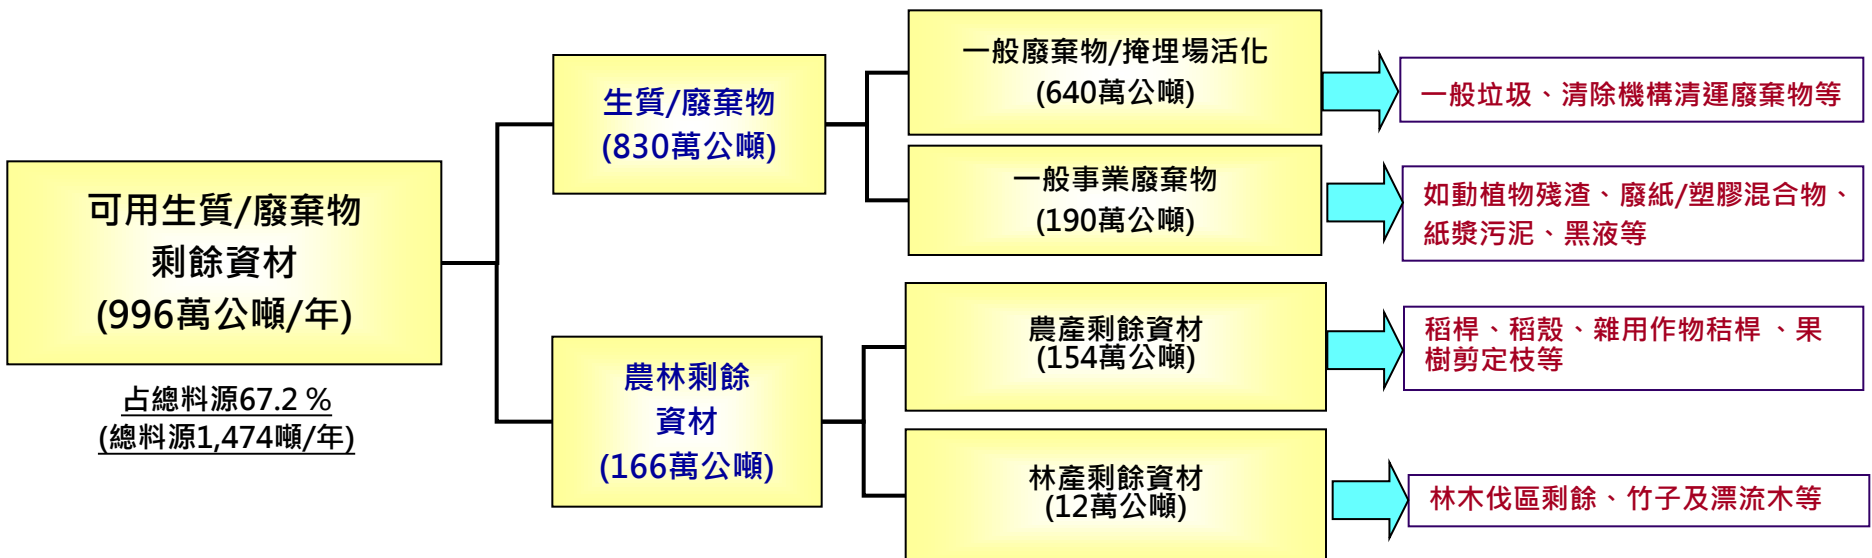 可用生質/廢棄物
剩餘資材
(996萬公噸/年)
占總料源67.2 %
(總料源1,474噸/年)
生質/廢棄物
(830萬公噸)
農林剩餘
資材
(166萬公噸)
一般廢棄物/掩埋場活化
(640萬公噸)
一般事業廢棄物
(190萬公噸)
農產剩餘資材
(154萬公噸)
林產剩餘資材
(12萬公噸)
一般垃圾、清除機構清運廢棄物等
如動植物殘渣、廢紙/塑膠混合物、
紙漿污泥、黑液等
稻桿、稻殼、雜用作物秸桿 、果
樹剪定枝等
林木伐區剩餘、竹子及漂流木等